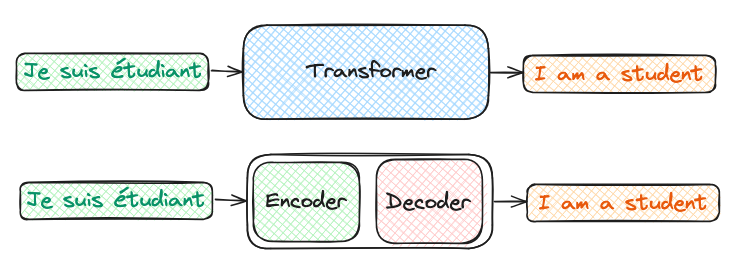 Je suis étudiant
Transformer
I am a student
Je suis étudiant
Encoder
Decoder
I am a student